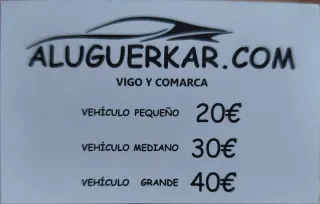 ALUGUERKAR.COM
VIGO Y COMARCA
VEHÍCULO PEQUEÑO 20€
VEHÍCULO MEDIANO 30€
VEHÍCULO GRANDE 40€